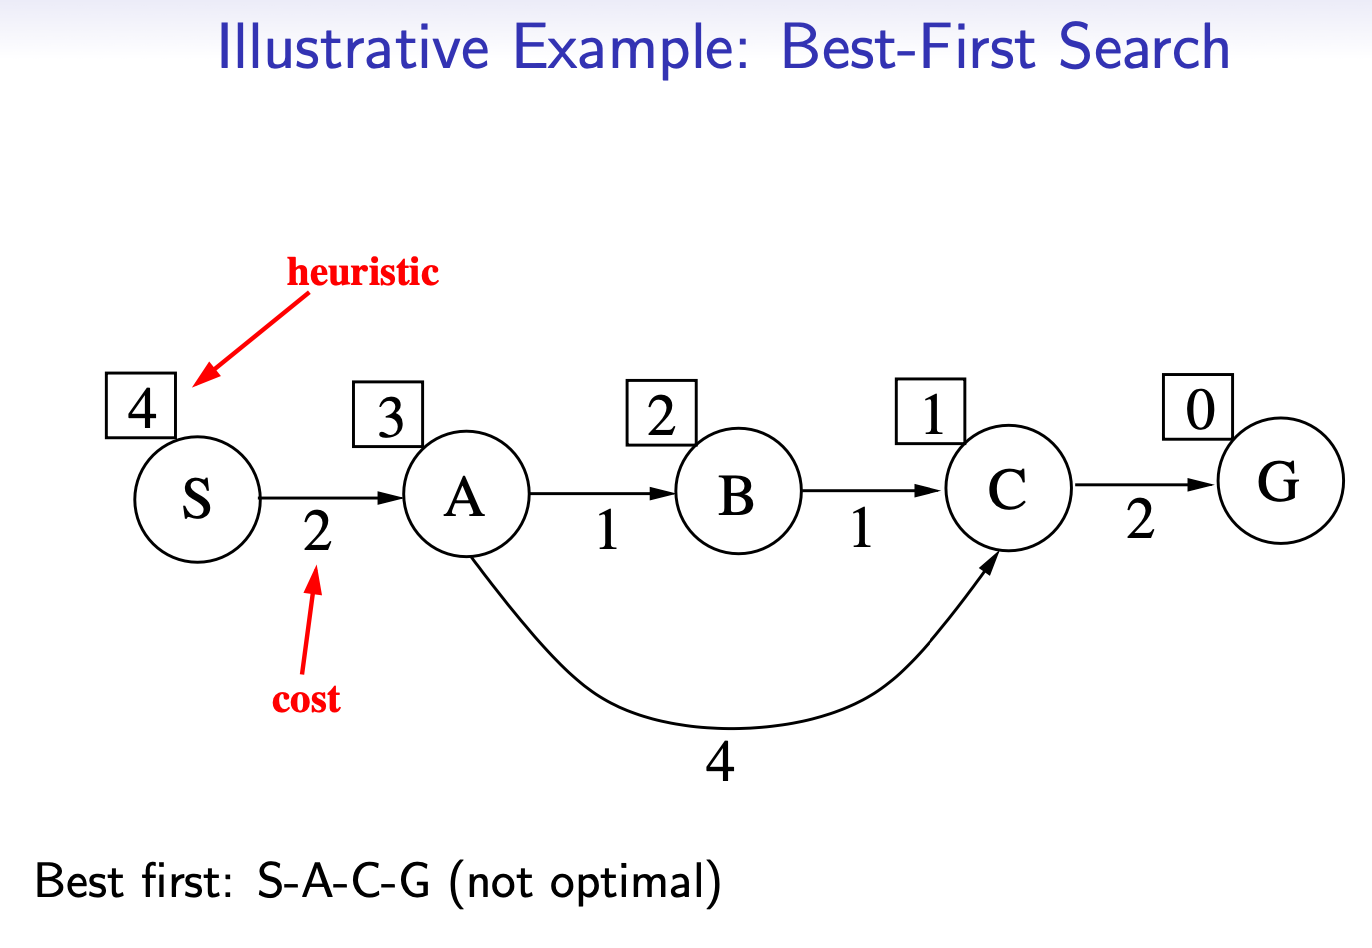 Illustrative Example: Best-First Search
heuristic
4
3
2
1
0
S
A
B
C
G
2
1
1
2
cost
4
Best first: S-A-C-G (not optimal)